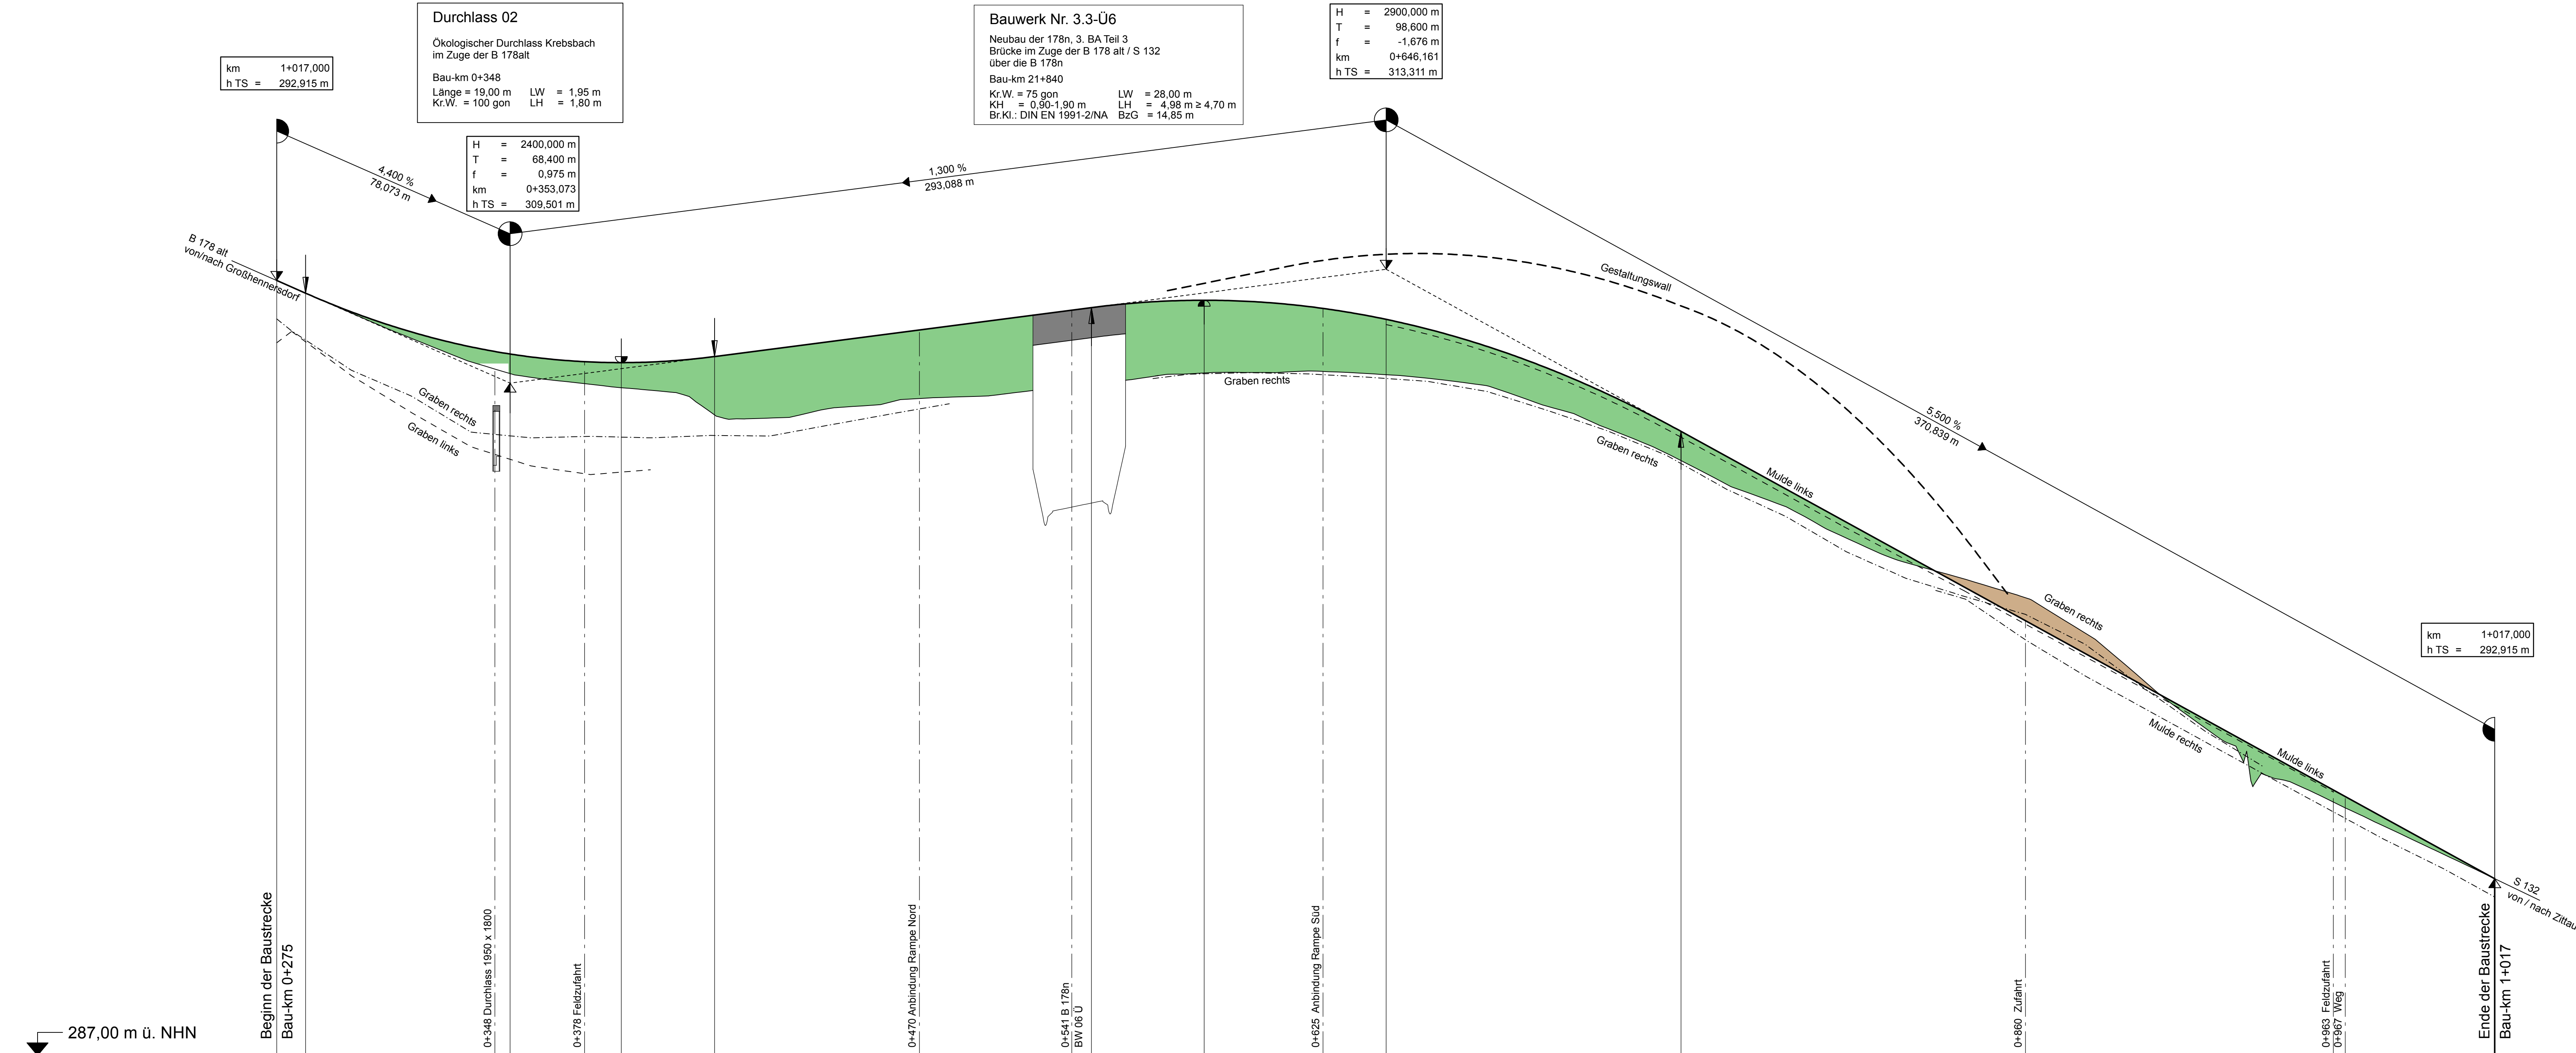 Durchlass 02
Ökologischer Durchlass Krebsbach
im Zuge der B 178alt
Bau-km 0+348
Länge = 19,00 m LW = 1,95 m
Kr.W. = 100 gon LH = 1,80 m
Bauwerk Nr. 3.3-Ü6
Neubau der 178n, 3. BA Teil 3
Brücke im Zuge der B 178 alt / S 132
über die B 178n
Bau-km 21+840
Kr.W. = 75 gon LW = 28,00 m
KH = 0,90-1,90 m LH = 4,98 m ≥ 4,70 m
Br.Kl.: DIN EN 1991-2/NA BzG = 14,85 m
H = 2900,000 m
T = 98,600 m
f = -1,676 m
km 0+646,161
h TS = 313,311 m
km 1+017,000
h TS = 292,915 m
H = 2400,000 m
T = 68,400 m
f = 0,975 m
km 0+353,073
h TS = 309,501 m
4,400 %
78,073 m
1,300 %
293,088 m
5,500 %
370,839 m
B 178 alt
von/nach Großhennersdorf
Gestaltungswall
Graben rechts
Graben links
Graben rechts
Graben rechts
Mulde links
Graben rechts
Mulde rechts
Mulde links
km 1+017,000
h TS = 292,915 m
S 132
von / nach Zittau
Beginn der Baustrecke
Bau-km 0+275
0+348 Durchlass 1950 x 1800
0+378 Feldzufahrt
0+470 Anbindung Rampe Nord
0+541 B 178n
BW 06 Ü
0+625 Anbindung Rampe Süd
0+860 Zufahrt
0+963 Feldzufahrt
0+967 Weg
Ende der Baustrecke
Bau-km 1+017
287,00 m ü. NHN